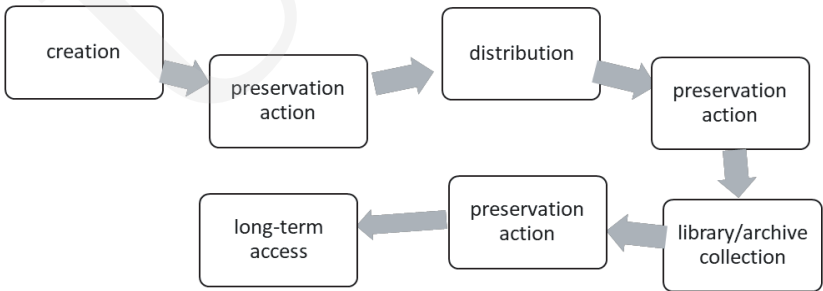 creation
preservation
action
distribution
preservation
action
library/archive
collection
preservation
action
long-term
access